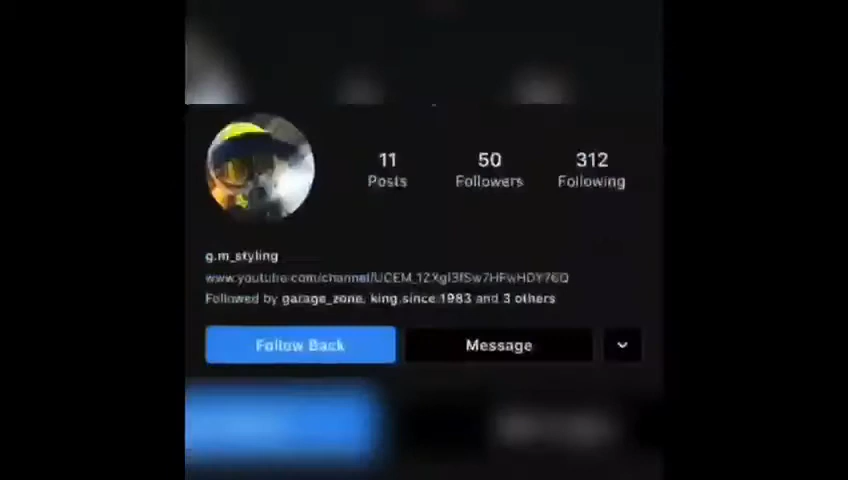 11 50 312
Posts Followers Following
g.m_styling
Followed by garage_zone, king.since.1983 and 3 others
Follow Back Message